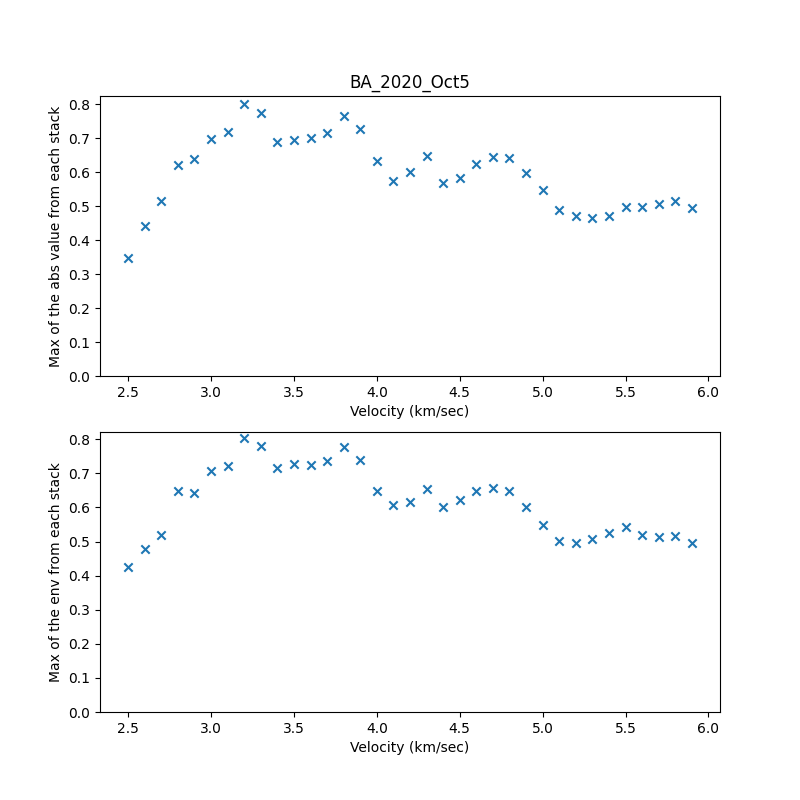 BA_2020_Oct5
Max of the abs value from each stack
0.8
0.7
0.6
0.5
0.4
0.3
0.2
0.1
0.0
2.5 3.0 3.5 4.0 4.5 5.0 5.5 6.0
Velocity (km/sec)
Max of the env from each stack
0.8
0.7
0.6
0.5
0.4
0.3
0.2
0.1
0.0
2.5 3.0 3.5 4.0 4.5 5.0 5.5 6.0
Velocity (km/sec)